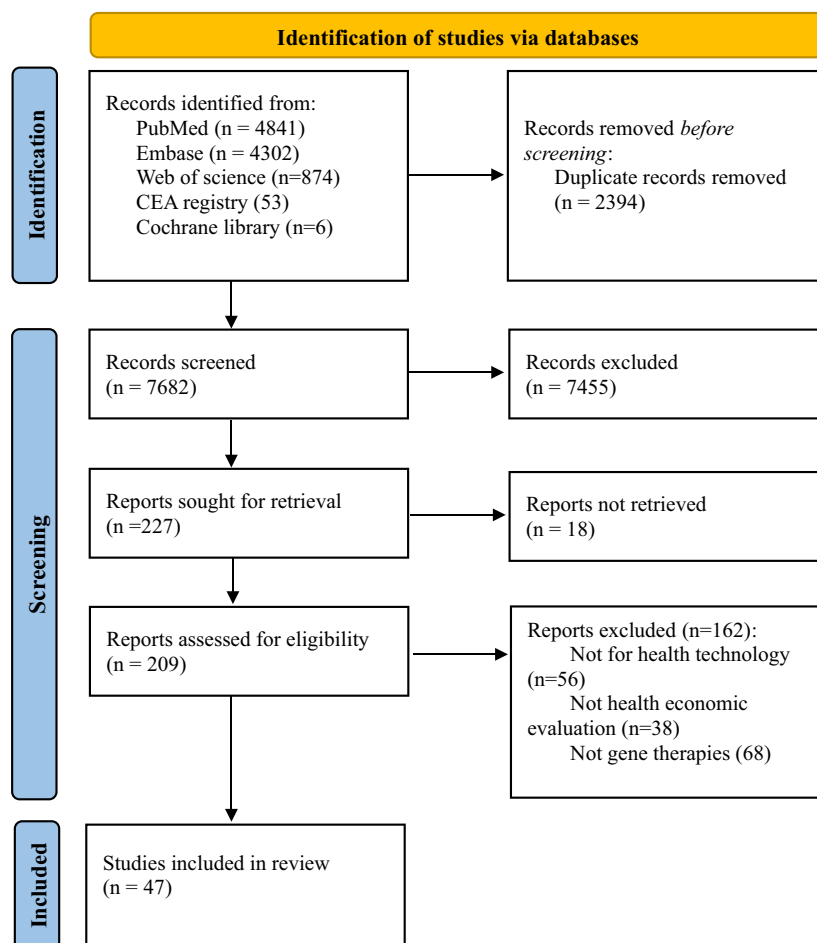 Identification of studies via databases
Identification
Records identified from:
PubMed (n = 4841)
Embase (n = 4302)
Web of science (n=874)
CEA registry (53)
Cochrane library (n=6)
Records removed before
screening:
Duplicate records removed
(n = 2394)
Screening
Records screened
(n = 7682)
Records excluded
(n = 7455)
Reports sought for retrieval
(n =227)
Reports not retrieved
(n = 18)
Reports assessed for eligibility
(n = 209)
Reports excluded (n=162):
Not for health technology
(n=56)
Not health economic
evaluation (n=38)
Not gene therapies (68)
Included
Studies included in review
(n = 47)